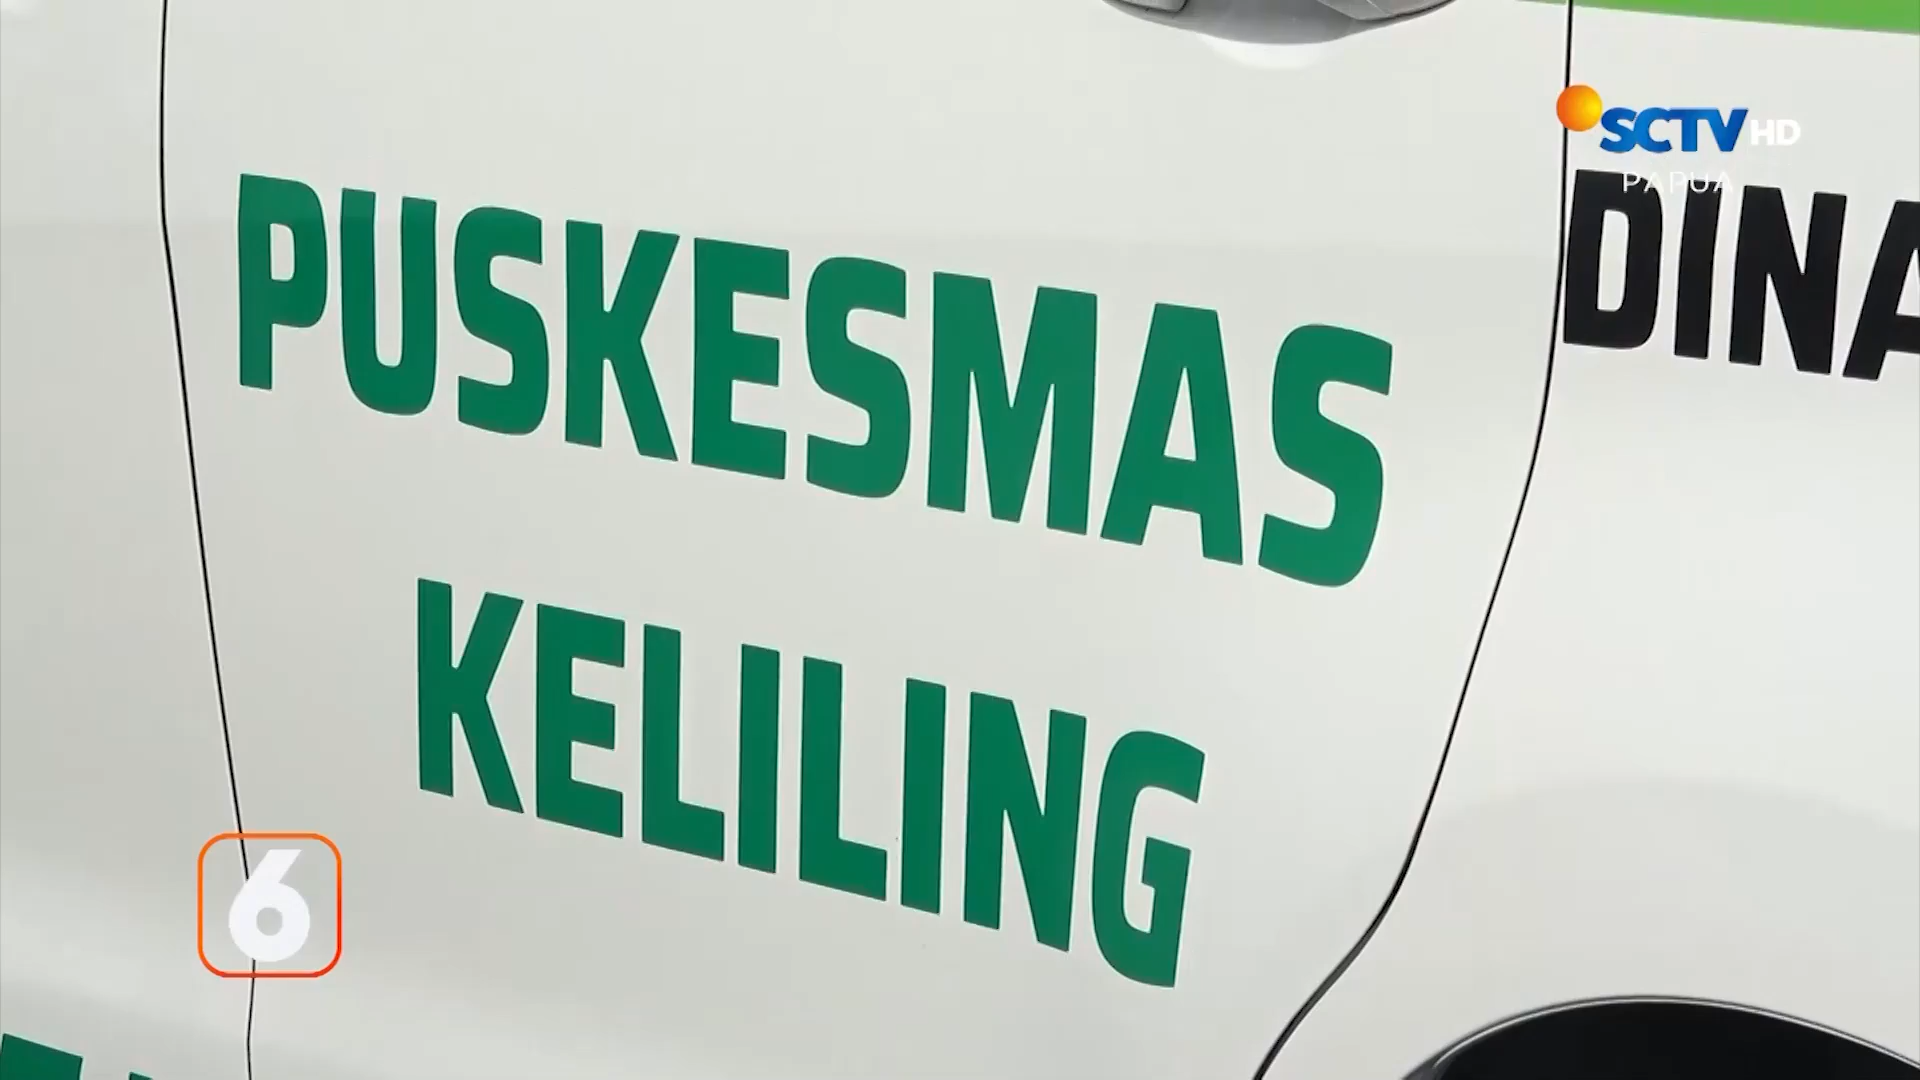 SCTV HD
PAPUA
PUSKESMAS
KELILING
DINA
6